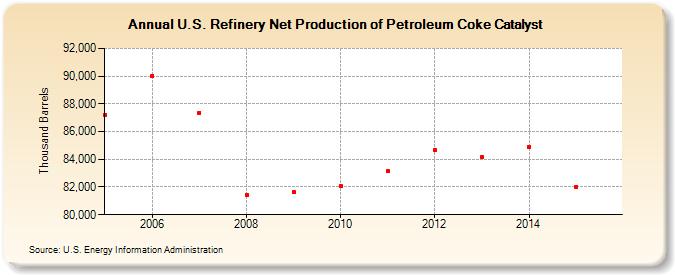 Annual U.S. Refinery Net Production of Petroleum Coke Catalyst
Thousand Barrels
92,000
90,000
88,000
86,000
84,000
82,000
80,000
2006 2008 2010 2012 2014
Source: U.S. Energy Information Administration